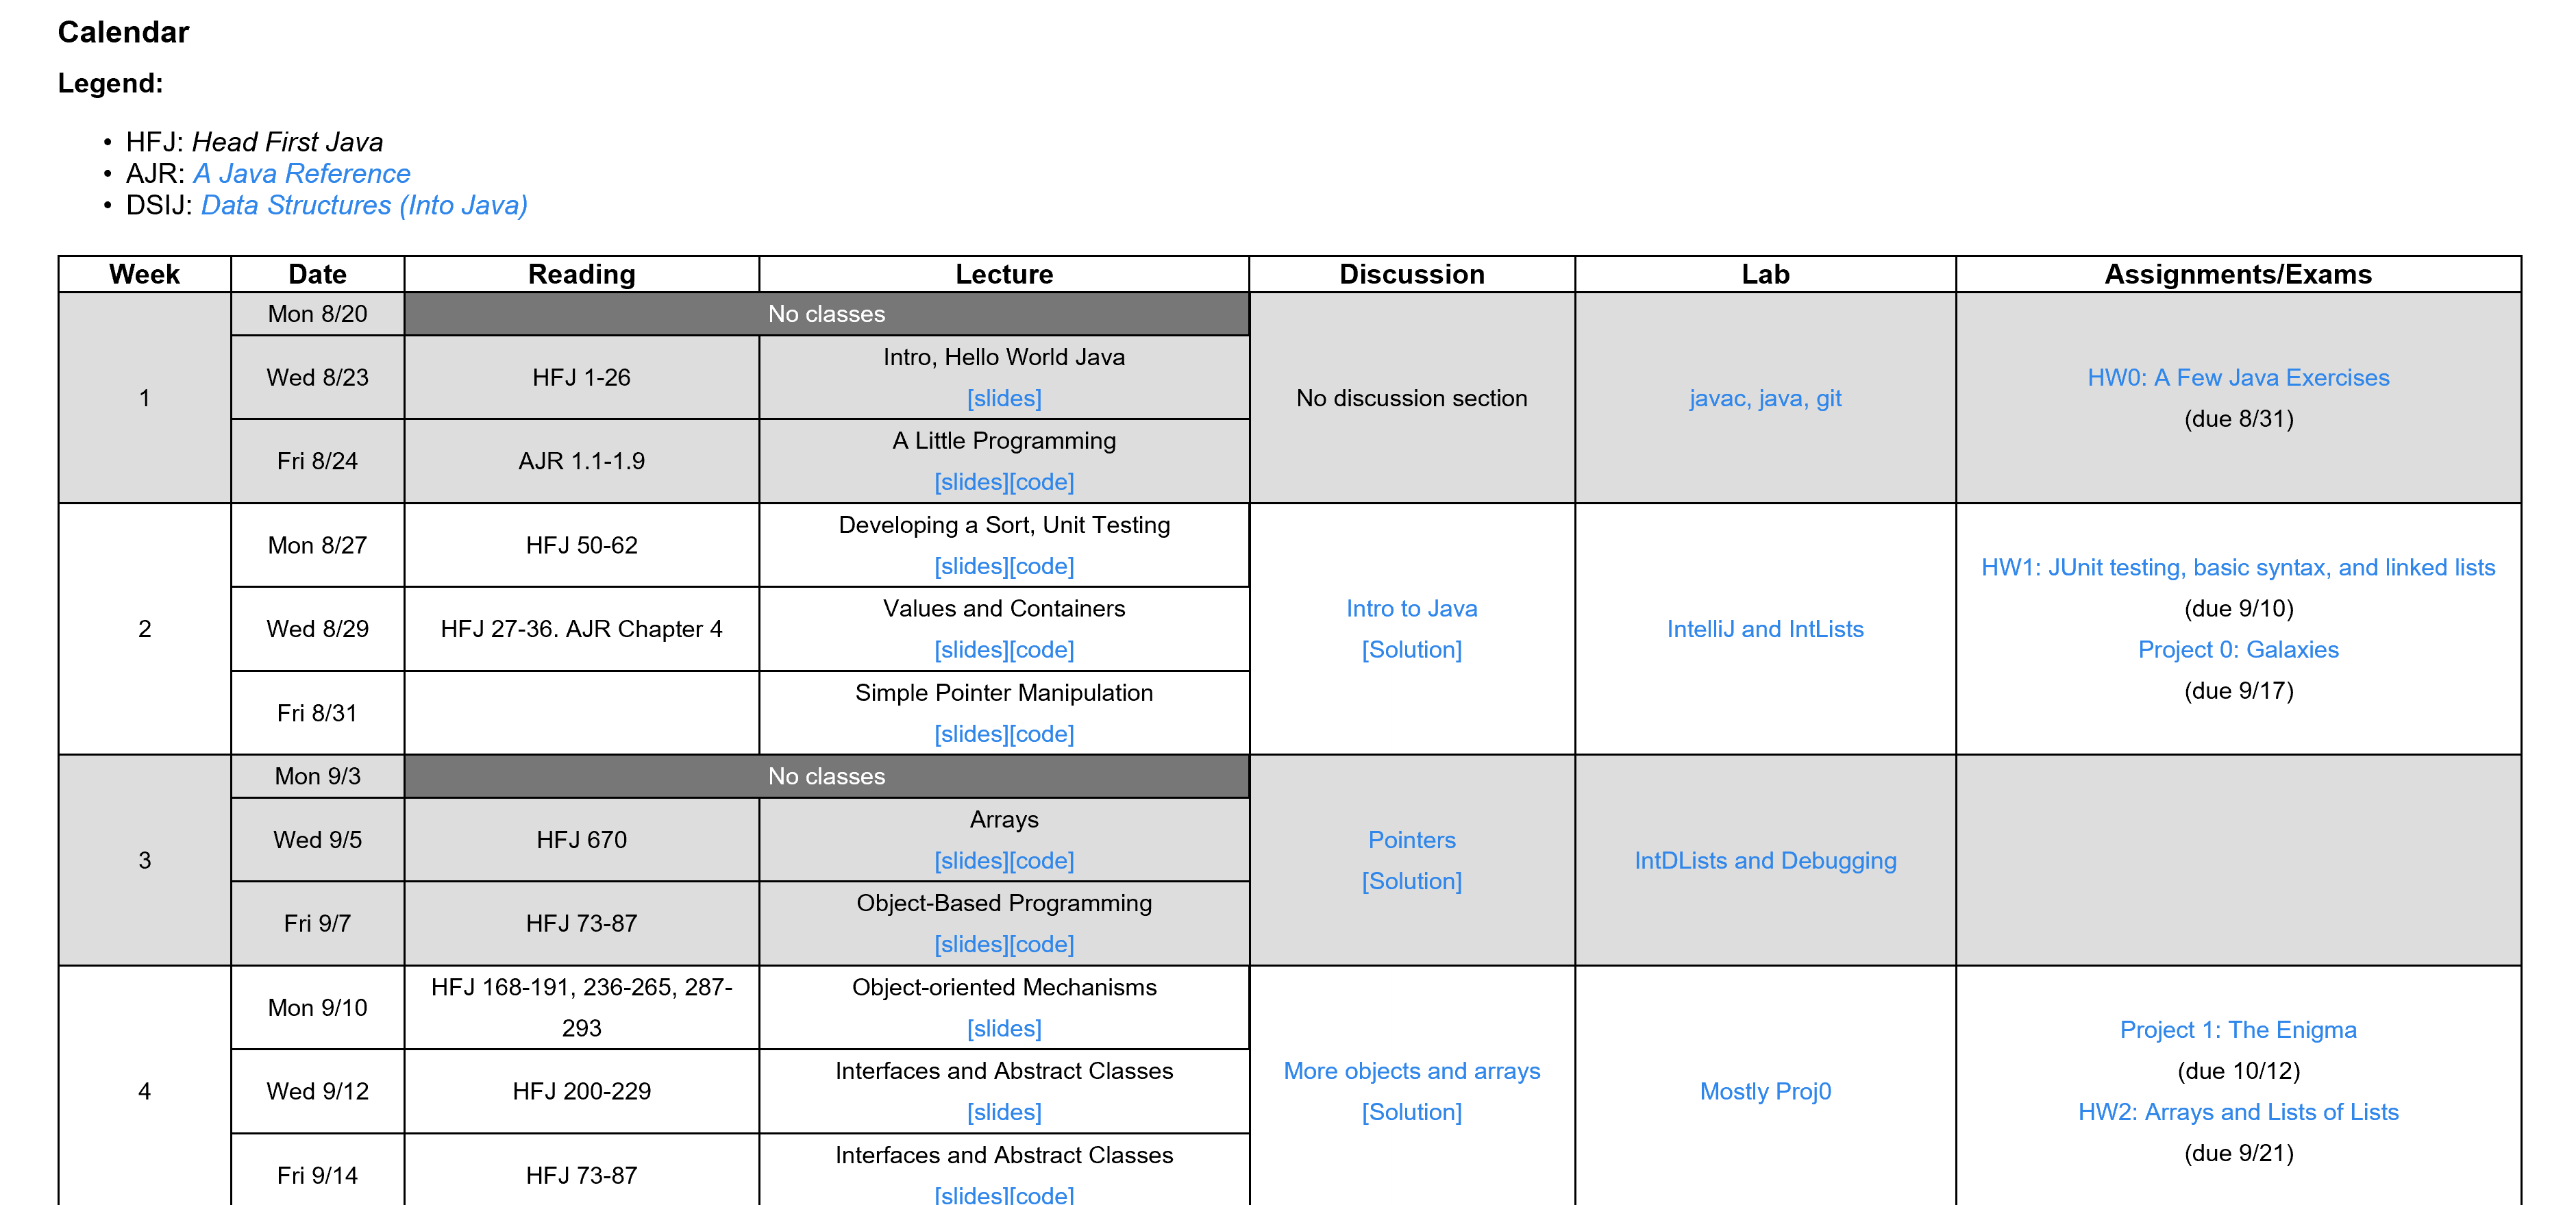 Calendar
Legend:
• HFJ: Head First Java
• AJR: A Java Reference
• DSIJ: Data Structures (Into Java)
Week Date Reading Lecture Discussion Lab Assignments/Exams
1
Mon 8/20
No classes
Wed 8/23
HFJ 1-26
Intro, Hello World Java
[slides]
Fri 8/24
AJR 1.1-1.9
A Little Programming
[slides][code]
No discussion section
javac, java, git
HW0: A Few Java Exercises
(due 8/31)
2
Mon 8/27
HFJ 50-62
Developing a Sort, Unit Testing
[slides][code]
Wed 8/29
HFJ 27-36. AJR Chapter 4
Values and Containers
[slides][code]
Fri 8/31
Simple Pointer Manipulation
[slides][code]
Intro to Java
[Solution]
IntelliJ and IntLists
HW1: JUnit testing, basic syntax, and linked lists
(due 9/10)
Project 0: Galaxies
(due 9/17)
3
Mon 9/3
No classes
Wed 9/5
HFJ 670
Arrays
[slides][code]
Fri 9/7
HFJ 73-87
Object-Based Programming
[slides][code]
Pointers
[Solution]
IntDLists and Debugging
4
Mon 9/10
HFJ 168-191, 236-265, 287-
293
Object-oriented Mechanisms
[slides]
Wed 9/12
HFJ 200-229
Interfaces and Abstract Classes
[slides]
Fri 9/14
HFJ 73-87
Interfaces and Abstract Classes
[slides][code]
More objects and arrays
[Solution]
Mostly Proj0
Project 1: The Enigma
(due 10/12)
HW2: Arrays and Lists of Lists
(due 9/21)